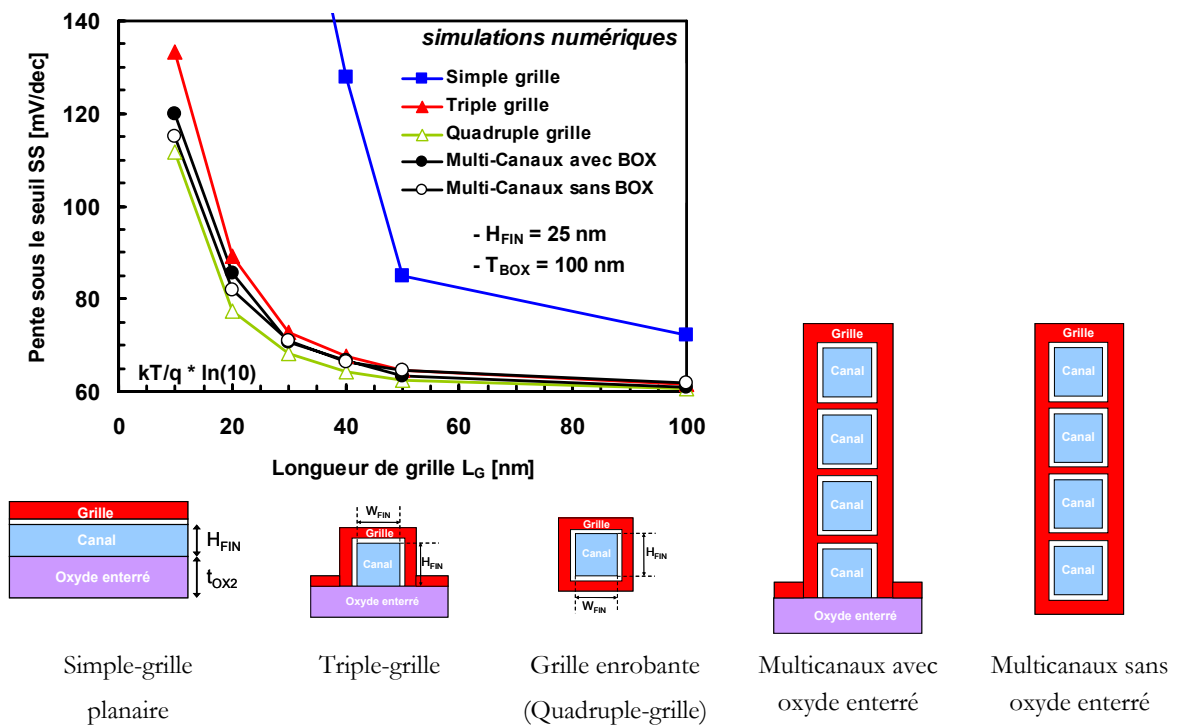 140
120
100
80
60
Pente sous le seuil SS [mV/dec]
simulations numériques
Simple grille
Triple grille
Quadruple grille
Multi-Canaux avec BOX
Multi-Canaux sans BOX
- HFIN = 25 nm
- TBOX = 100 nm
kT/q * ln(10)
0 20 40 60 80 100
Longueur de grille LG [nm]
Grille
Canal
Oxyde enterré
HFIN
tOX2
WFIN
Grille
Canal
HFIN
Oxyde enterré
Grille
Canal
HFIN
WFIN
Grille
Canal
Canal
Canal
Canal
Oxyde enterré
Grille
Canal
Canal
Canal
Canal
Simple-grille
planaire
Triple-grille
Grille enrobante
(Quadruple-grille)
Multicanaux avec
oxyde enterré
Multicanaux sans
oxyde enterré